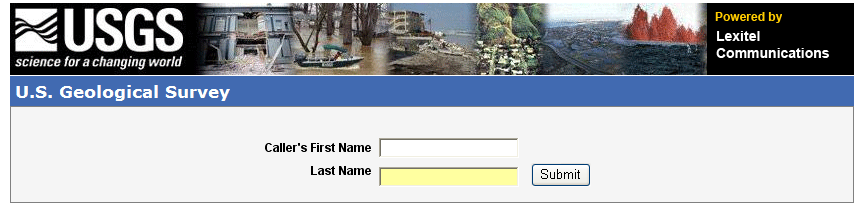 USGS
science for a changing world
Powered by
Lexitel
Communications
U.S. Geological Survey
Caller's First Name
Last Name
Submit